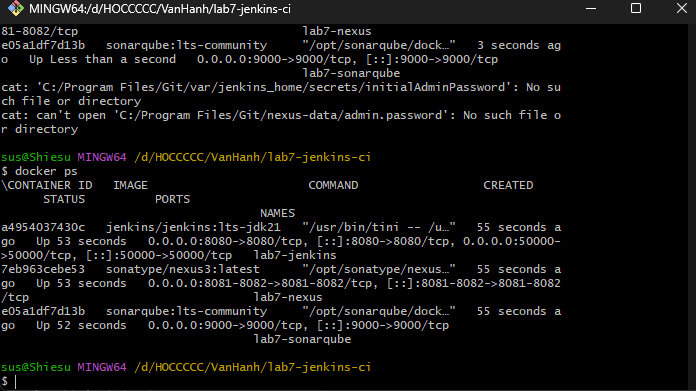 MINGW64:/d/HOCCCCC/VanHanh/lab7-jenkins-ci
81-8082/tcp                              lab7-nexus
e05a1df7d13b   sonarqube:lts-community   "/opt/sonarqube/dock…"   3 seconds ag
o   Up Less than a second   0.0.0.0:9000->9000/tcp, [::]:9000->9000/tcp
                                         lab7-sonarqube
cat: 'C:/Program Files/Git/var/jenkins_home/secrets/initialAdminPassword': No su
ch file or directory
cat: can't open 'C:/Program Files/Git/nexus-data/admin.password': No such file o
r directory
sus@Shiesu MINGW64 /d/HOCCCCC/VanHanh/lab7-jenkins-ci
$ docker ps
\CONTAINER ID   IMAGE                     COMMAND                  CREATED
      STATUS          PORTS
                                   NAMES
a4954037430c   jenkins/jenkins:lts-jdk21   "/usr/bin/tini -- /u…"   55 seconds a
go   Up 53 seconds   0.0.0.0:8080->8080/tcp, [::]:8080->8080/tcp, 0.0.0.0:50000-
>50000/tcp, [::]:50000->50000/tcp   lab7-jenkins
7eb963cebe53   sonatype/nexus3:latest      "/opt/sonatype/nexus…"   55 seconds a
go   Up 53 seconds   0.0.0.0:8081-8082->8081-8082/tcp, [::]:8081-8082->8081-8082
/tcp                              lab7-nexus
e05a1df7d13b   sonarqube:lts-community     "/opt/sonarqube/dock…"   55 seconds a
go   Up 52 seconds   0.0.0.0:9000->9000/tcp, [::]:9000->9000/tcp
                                  lab7-sonarqube
sus@Shiesu MINGW64 /d/HOCCCCC/VanHanh/lab7-jenkins-ci
$